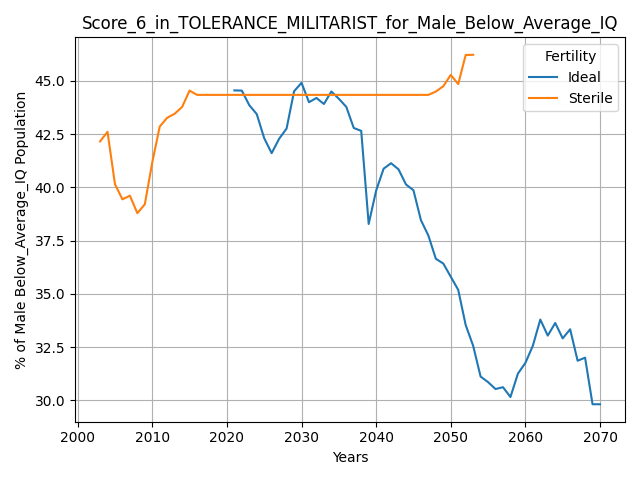 Score_6_in_TOLERANCE_MILITARIST_for_Male_Below_Average_IQ
Fertility
Ideal
Sterile
% of Male Below_Average_IQ Population
45.0
42.5
40.0
37.5
35.0
32.5
30.0
2000 2010 2020 2030 2040 2050 2060 2070
Years